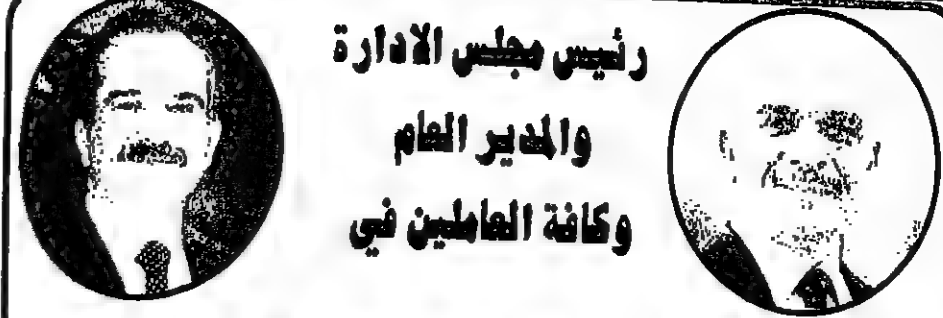 رئيس مجلس الادارة
والمدير العام
وكافة العاملين في